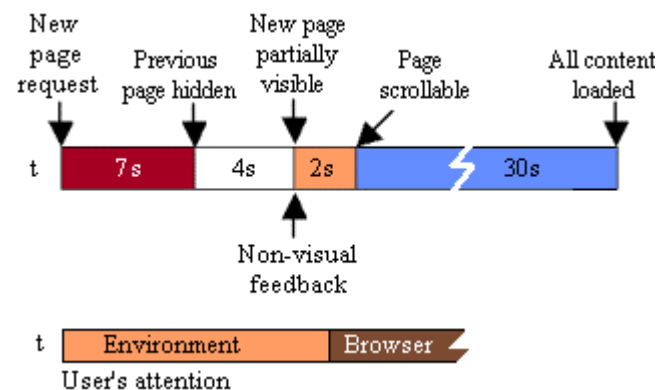 New
page
request
Previous
page hidden
New page
partially
visible
Page
scrollable
All content
loaded
t
7s
4s
2s
30s
Non-visual
feedback
t
Environment
Browser
User's attention